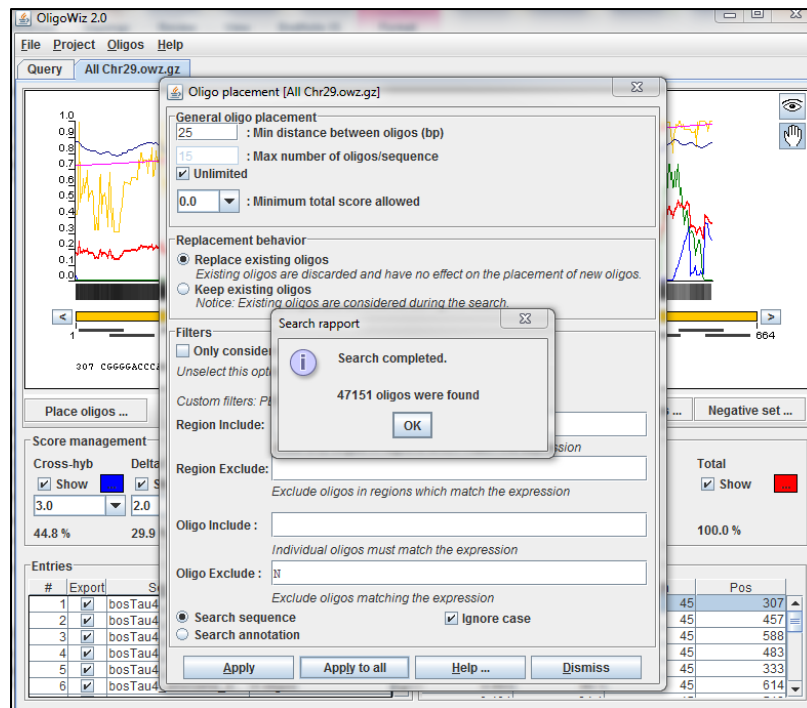 OligoWiz 2.0
File Project Oligos Help
Query All Chr29.owz.gz
Oligo placement [All Chr29.owz.gz]
General oligo placement
25 : Min distance between oligos (bp)
15 : Max number of oligos/sequence
Unlimited
0.0 : Minimum total score allowed
Replacement behavior
Replace existing oligos
Existing oligos are discarded and have no effect on the placement of new oligos.
Keep existing oligos
Notice: Existing oligos are considered during the search.
Filters
Only conside
Unselect this opt
Custom filters: PE
Region Include:
Region Exclude:
Exclude oligos in regions which match the expression
Oligo Include :
Individual oligos must match the expression
Oligo Exclude : N
Exclude oligos matching the expression
Search sequence Ignore case
Search annotation
Apply Apply to all Help ... Dismiss
Search rapport
Search completed.
47151 oligos were found
OK
1.0
0.9
0.8
0.7
0.6
0.5
0.4
0.3
0.2
0.1
0.0
< >
1 664
307 CGGGGACCCA
Place oligos ... Negative set ...
Score management
Cross-hyb Delta Total
Show Show
3.0 2.0
44.8 % 29.9 100.0 %
Entries
# Export Pos
1 bosTau4 45 307
2 bosTau4 45 457
3 bosTau4 45 588
4 bosTau4 45 483
5 bosTau4 45 333
6 bosTau4 45 614